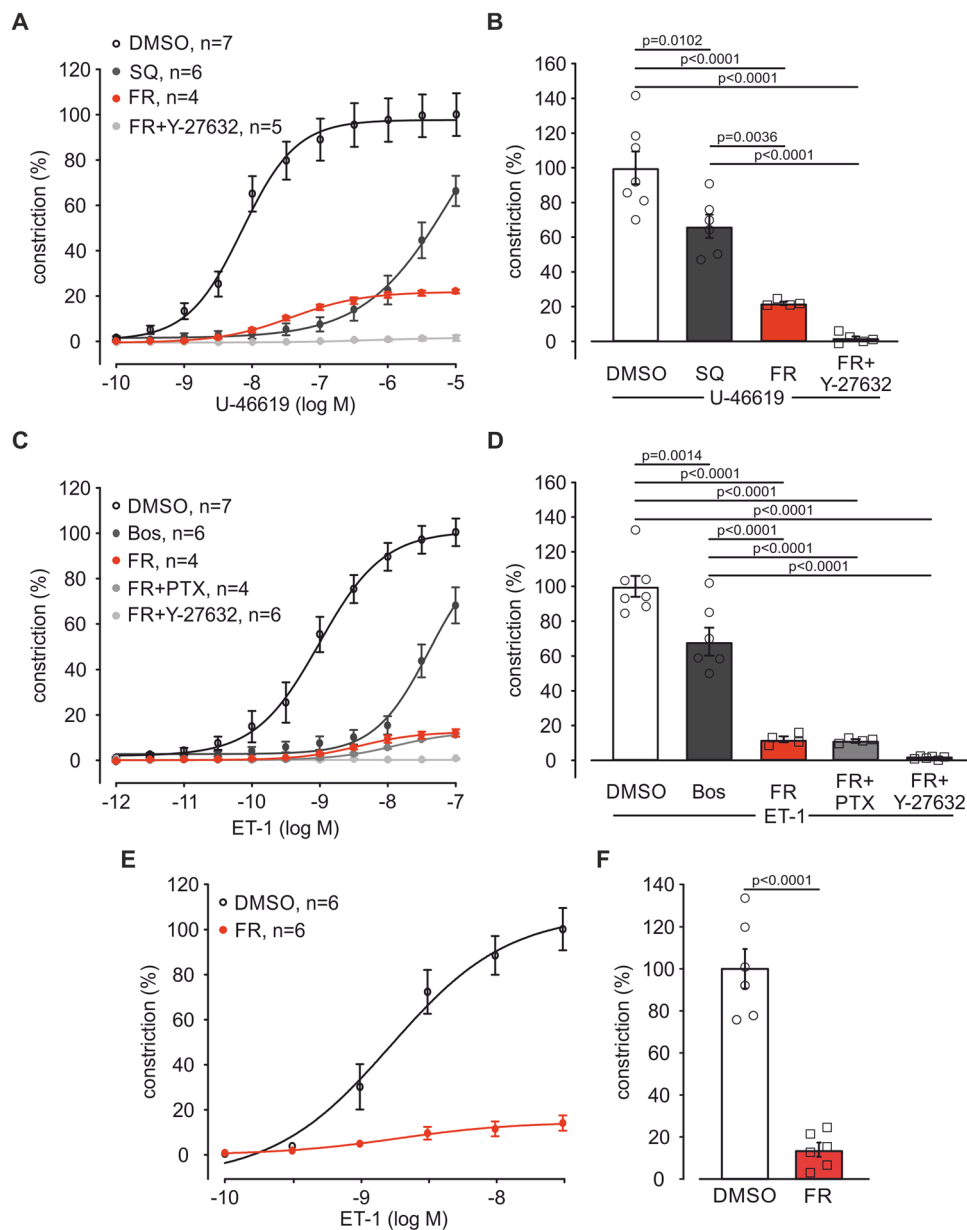 A
DMSO, n=7
SQ, n=6
FR, n=4
FR+Y-27632, n=5
120
100
80
60
40
20
0
constriction (%)
-10
-9
-8
-7
-6
-5
U-46619 (log M)
B
p=0.0102
p<0.0001
p<0.0001
p=0.0036
p<0.0001
160
140
120
100
80
60
40
20
0
constriction (%)
DMSO
SQ
FR
FR+
Y-27632
U-46619
C
DMSO, n=7
Bos, n=6
FR, n=4
FR+PTX, n=4
FR+Y-27632, n=6
120
100
80
60
40
20
0
constriction (%)
-12
-11
-10
-9
-8
-7
ET-1 (log M)
D
p=0.0014
p<0.0001
p<0.0001
p<0.0001
p<0.0001
p<0.0001
p<0.0001
160
140
120
100
80
60
40
20
0
constriction (%)
DMSO
Bos
FR
FR+
PTX
FR+
Y-27632
ET-1
E
DMSO, n=6
FR, n=6
120
100
80
60
40
20
0
constriction (%)
-10
-9
-8
ET-1 (log M)
F
p<0.0001
140
120
100
80
60
40
20
0
constriction (%)
DMSO
FR